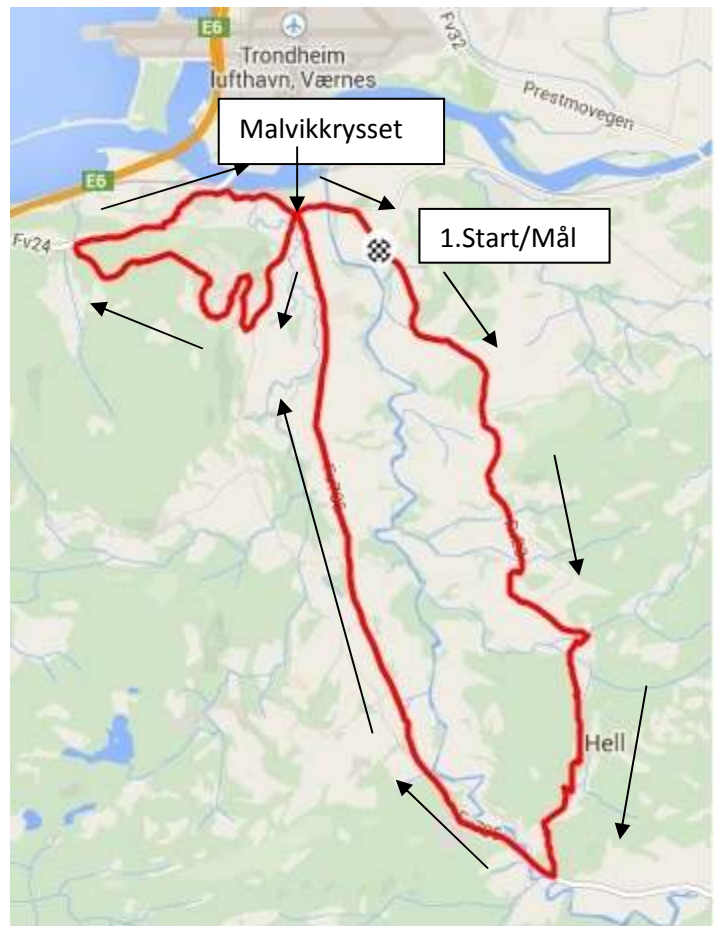 E6
Fv32
Trondheim
lufthavn, Værnes
Prestmovegen
Malvikkrysset
E6
1.Start/Mål
Fv24
Hell